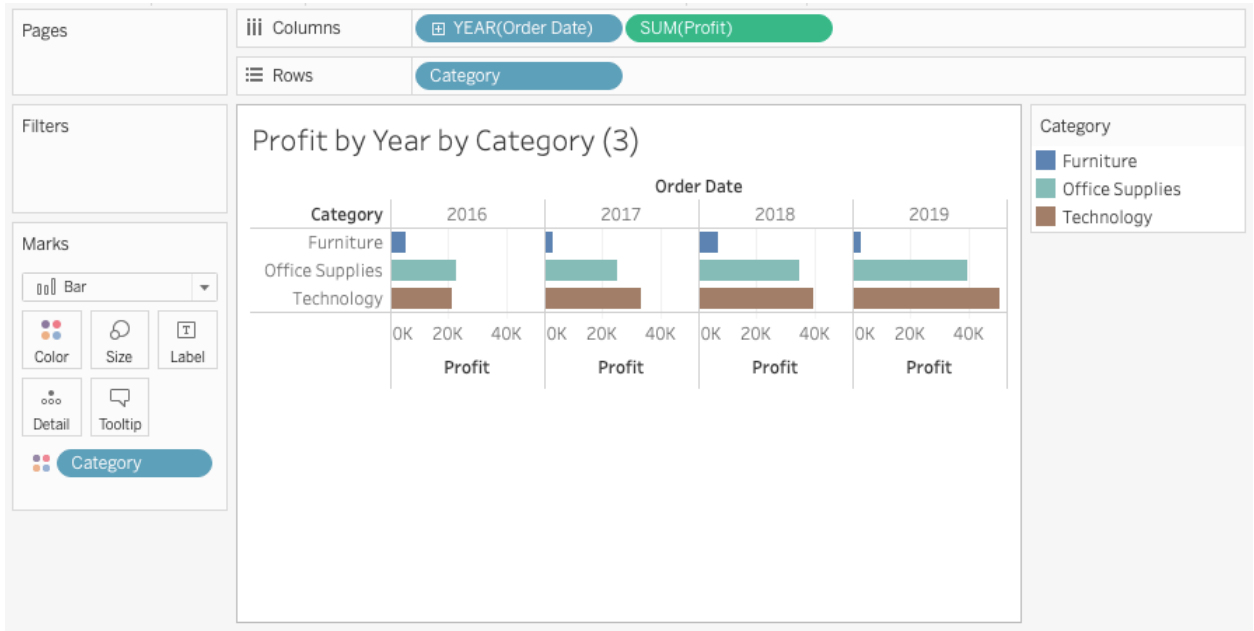 Pages
Columns
YEAR(Order Date)
SUM(Profit)
Rows
Category
Filters
Marks
Bar
Color
Size
T
Label
Detail
Tooltip
Category
Profit by Year by Category (3)
Order Date
Category 2016 2017 2018 2019
Furniture
Office Supplies
Technology
0K 20K 40K 0K 20K 40K 0K 20K 40K 0K 20K 40K
Profit Profit Profit Profit
Category
Furniture
Office Supplies
Technology